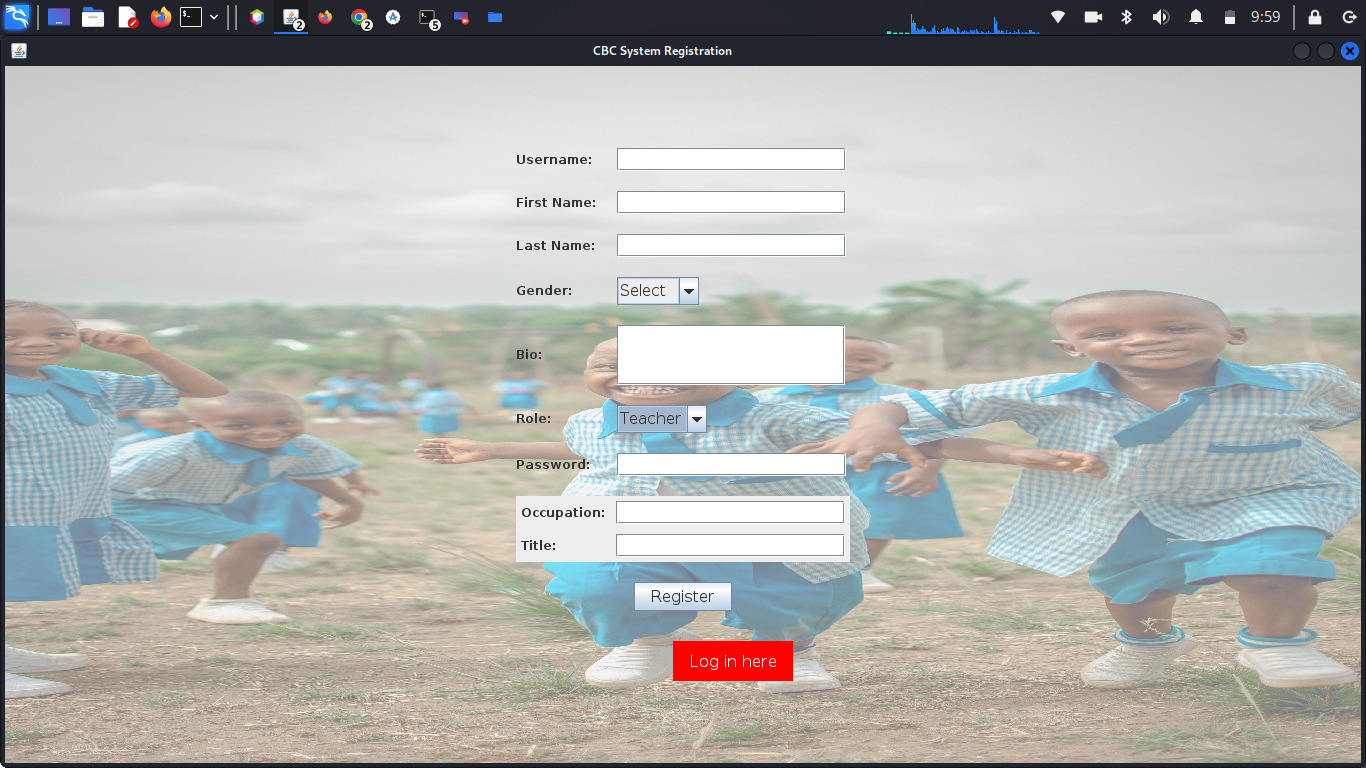 2
2
5
9:59
CBC System Registration
Username:
First Name:
Last Name:
Gender: Select
Bio:
Role: Teacher
Password:
Occupation:
Title:
Register
Log in here